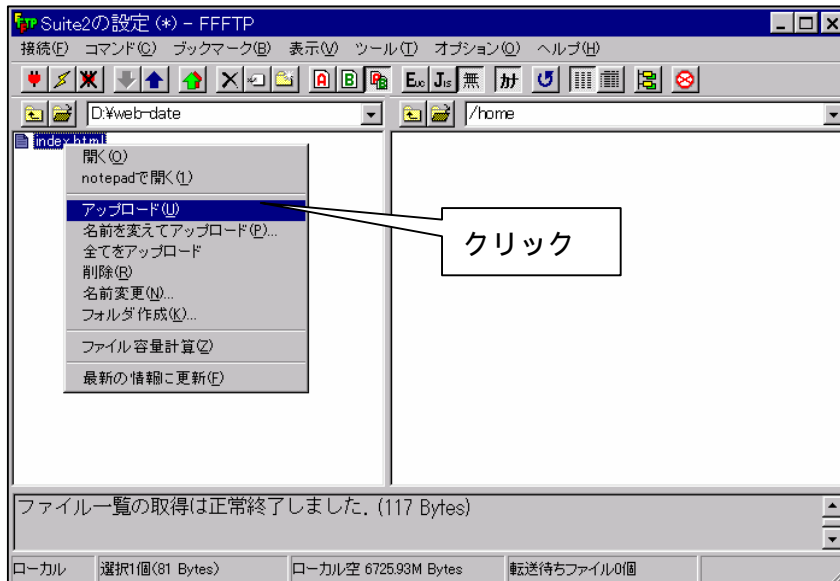 Suite2の設定 (*) - FFFTP
接続(F) コマンド(C) ブックマーク(B) 表示(V) ツール(T) オプション(O) ヘルプ(H)
A B Euc Jis 無 カナ
D:¥web-date
/home
index.html
開く(O)
notepadで開く(1)
アップロード(U)
名前を変えてアップロード(P)...
全てをアップロード
削除(R)
名前変更(N)...
フォルダ作成(K)...
ファイル容量計算(Z)
最新の情報に更新(F)
クリック
ファイル一覧の取得は正常終了しました. (117 Bytes)
ローカル 選択1個(81 Bytes) ローカル空 6725.93M Bytes 転送待ちファイル0個